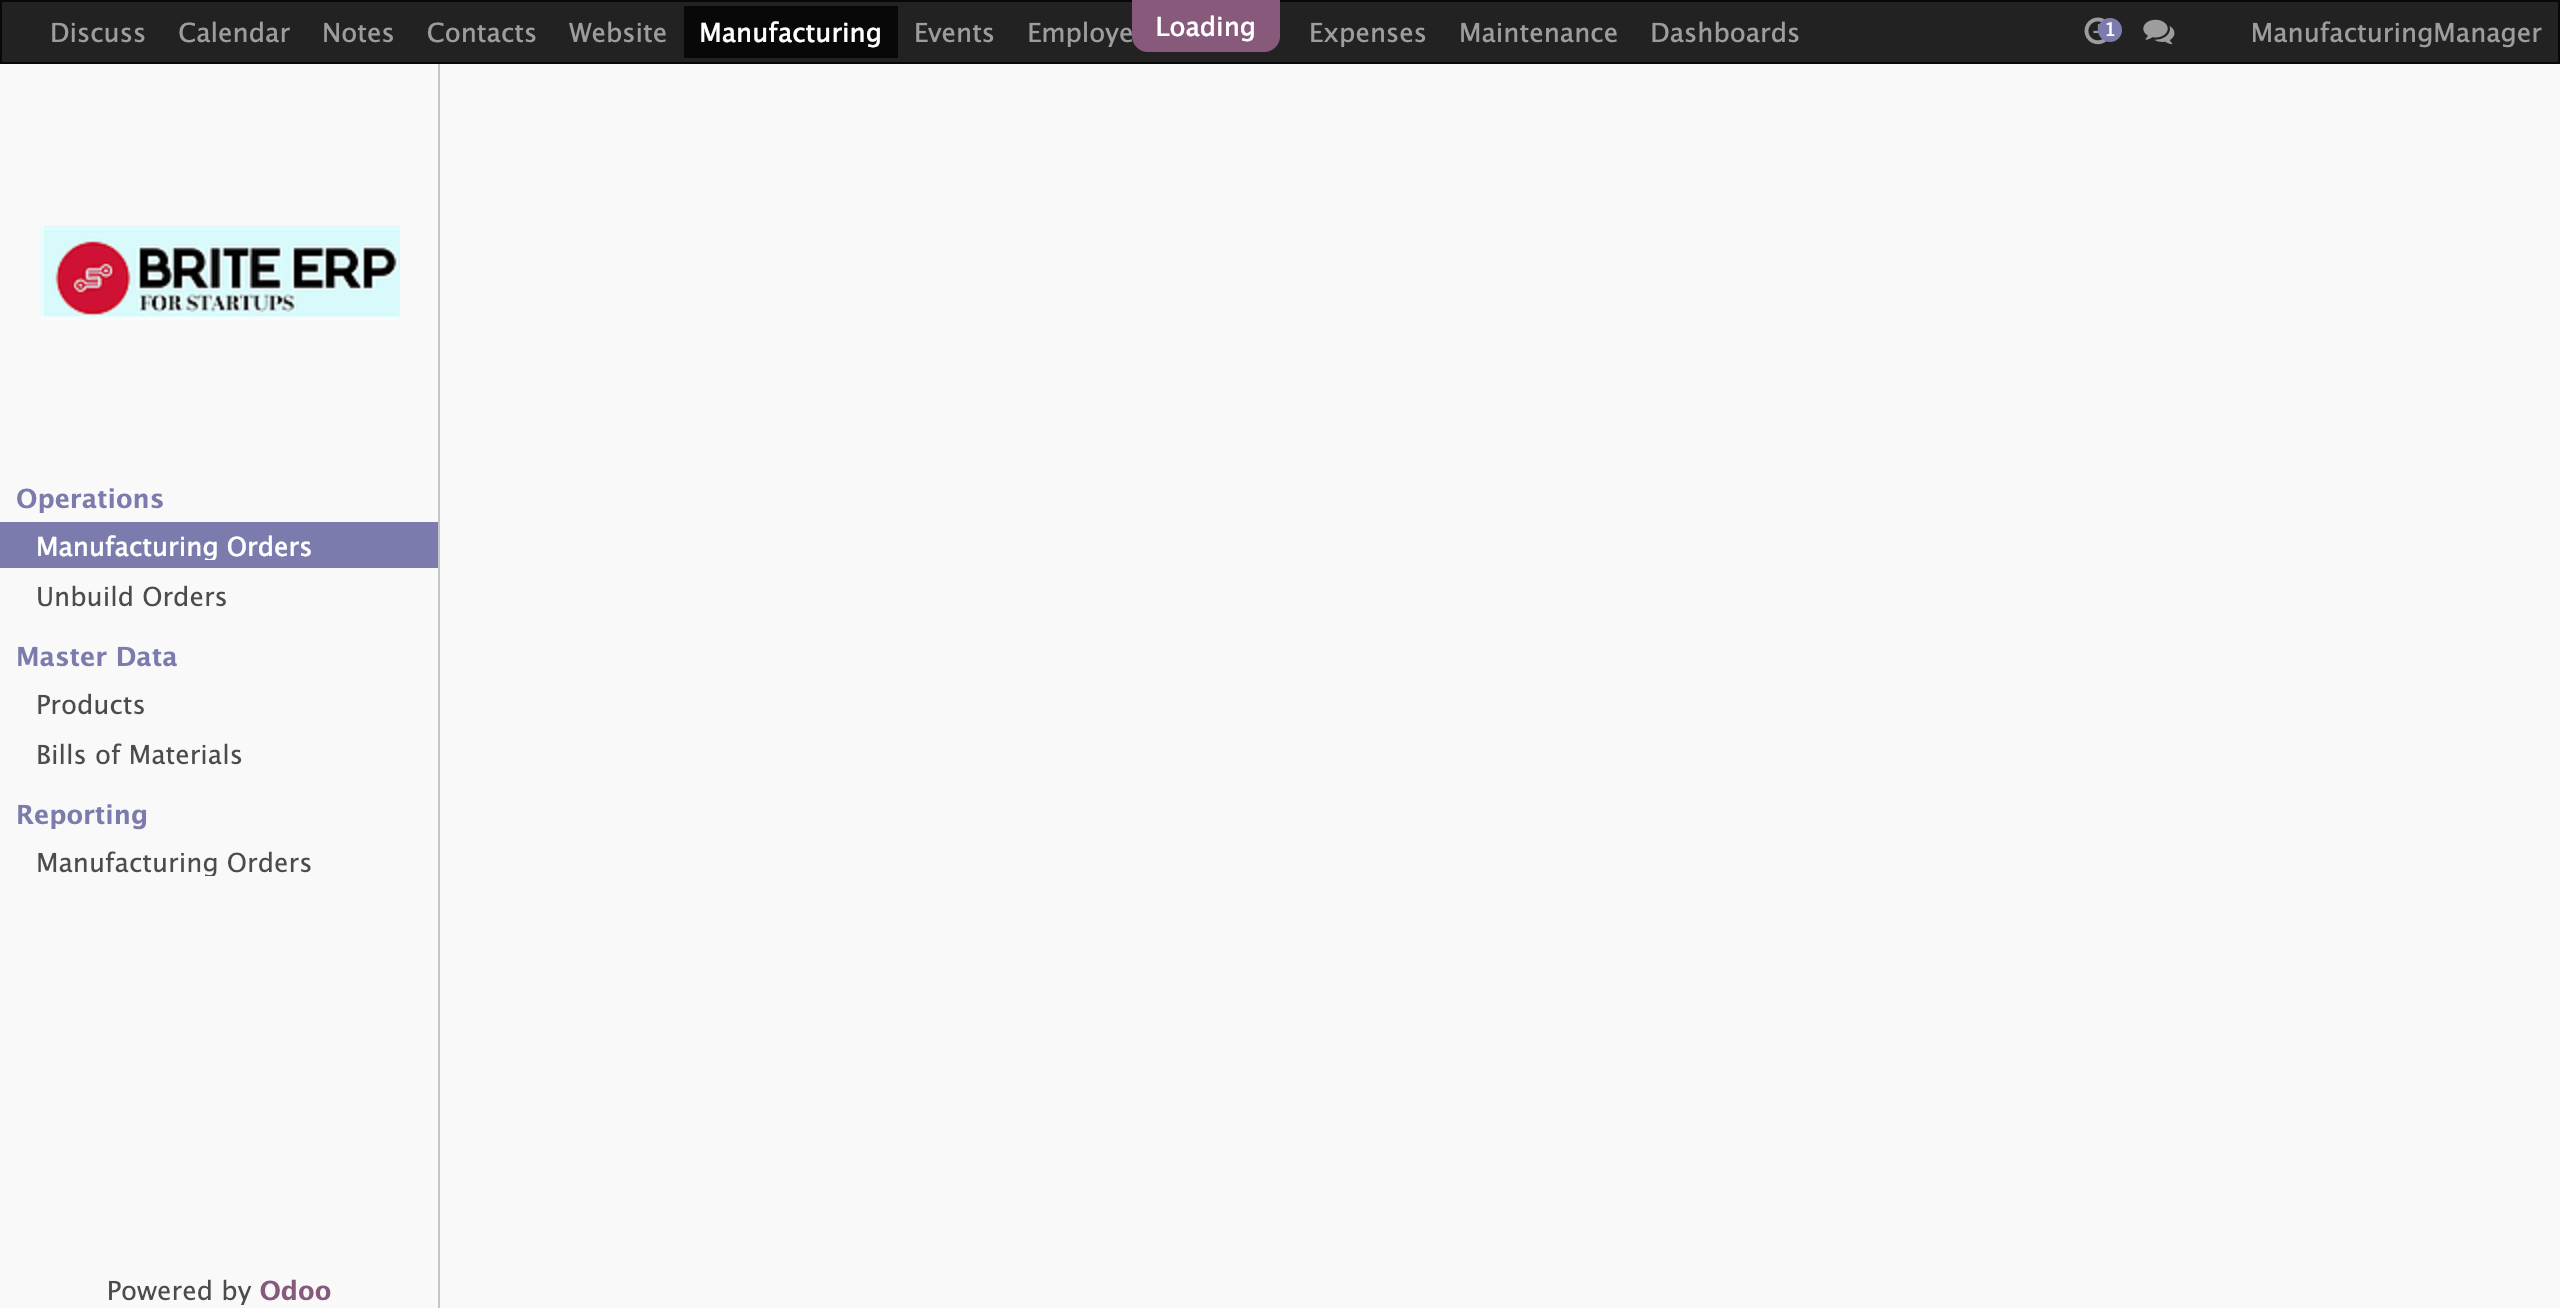 Discuss Calendar Notes Contacts Website Manufacturing Events Employe Loading Expenses Maintenance Dashboards 1 ManufacturingManager
BRITE ERP
FOR STARTUPS
Operations
Manufacturing Orders
Unbuild Orders
Master Data
Products
Bills of Materials
Reporting
Manufacturing Orders
Powered by Odoo